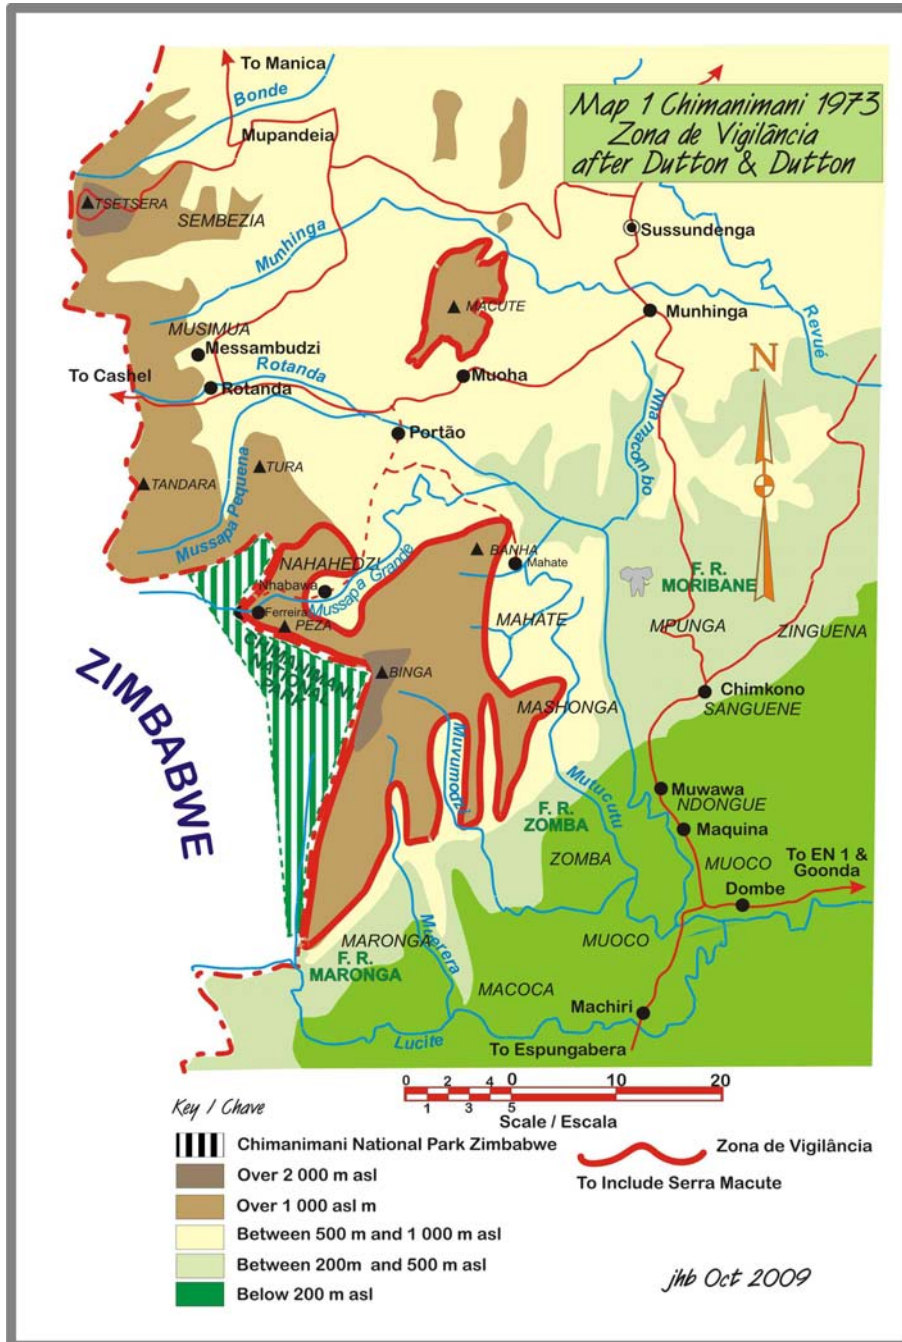 Map 1 Chimanimani 1973
Zona de Vigilância
after Dutton & Dutton
To Manica
Bonde
Mupandeia
TSETSERA
SEMBEZIA
Munhinga
Sussundenga
MACUTE
Munhinga
Revué
MUSIMUA
Messambudzi
To Cashel
Rotanda
Rotanda
Muoha
N
Nhamacombo
Portão
Mussapa Pequena
TURA
TANDARA
NAHAHEDZI
BANHA
Mahate
Nhabawa
Mussapa Grande
F. R.
MORIBANE
Ferreira
PEZA
MAHATE
MPUNGA
ZINGUENA
CHIMANIMANI
NATIONAL
PARK
BINGA
ZIMBABWE
MASHONGA
Chimkono
SANGUENE
Muvumodzi
Mutucutu
Muwawa
NDONGUE
F. R.
ZOMBA
Maquina
ZOMBA
MUOCO
To EN 1 &
Goonda
Dombe
MARONGA
F. R.
MARONGA
Muerera
MUOCO
MACOCA
Machiri
Lucite
To Espungabera
0 2 4 0 10 20
1 3 5
Scale / Escala
Key / Chave
Chimanimani National Park Zimbabwe
Over 2 000 m asl
Over 1 000 asl m
Between 500 m and 1 000 m asl
Between 200m and 500 m asl
Below 200 m asl
Zona de Vigilância
To Include Serra Macute
jhb Oct 2009